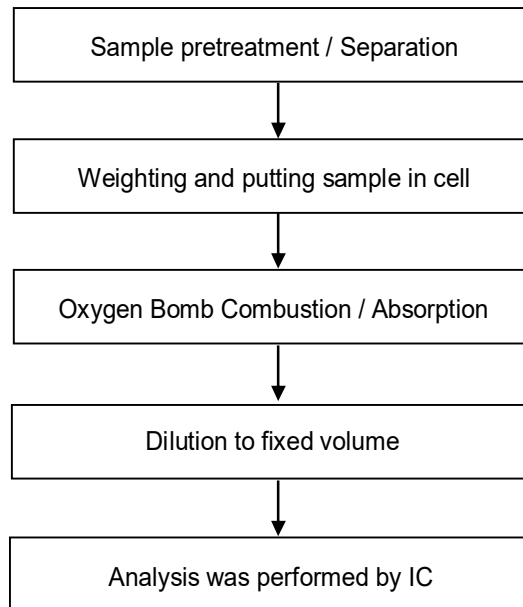 Sample pretreatment / Separation
Weighting and putting sample in cell
Oxygen Bomb Combustion / Absorption
Dilution to fixed volume
Analysis was performed by IC